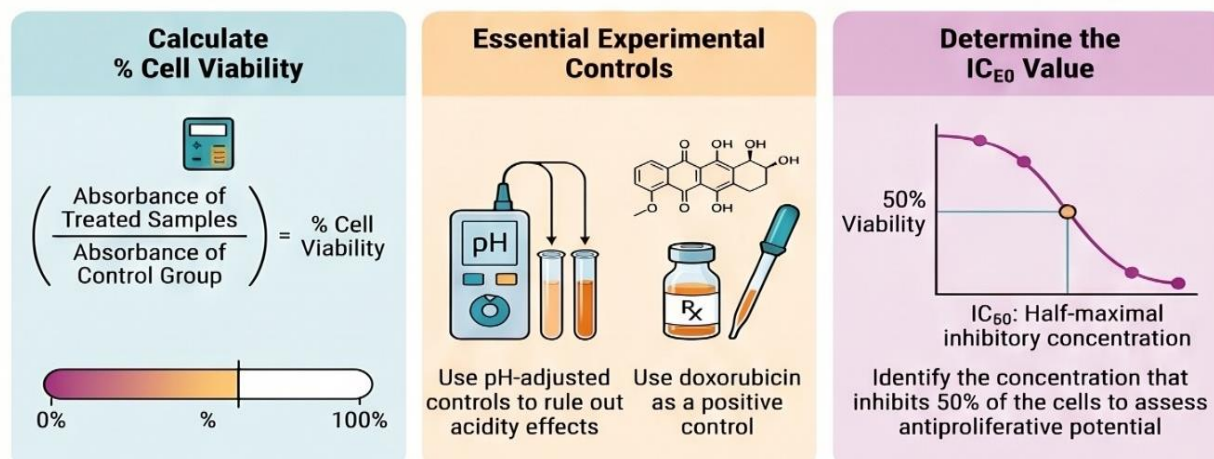 Calculate
% Cell Viability
Absorbance of
Treated Samples
Absorbance of
Control Group
= % Cell
Viability
0% % 100%
Essential Experimental
Controls
O OH OH
OH
O O OH
pH
Rx
Use pH-adjusted
controls to rule out
acidity effects
Use doxorubicin
as a positive
control
Determine the
IC_E0 Value
50%
Viability
IC₅₀: Half-maximal
inhibitory concentration
Identify the concentration that
inhibits 50% of the cells to assess
antiproliferative potential